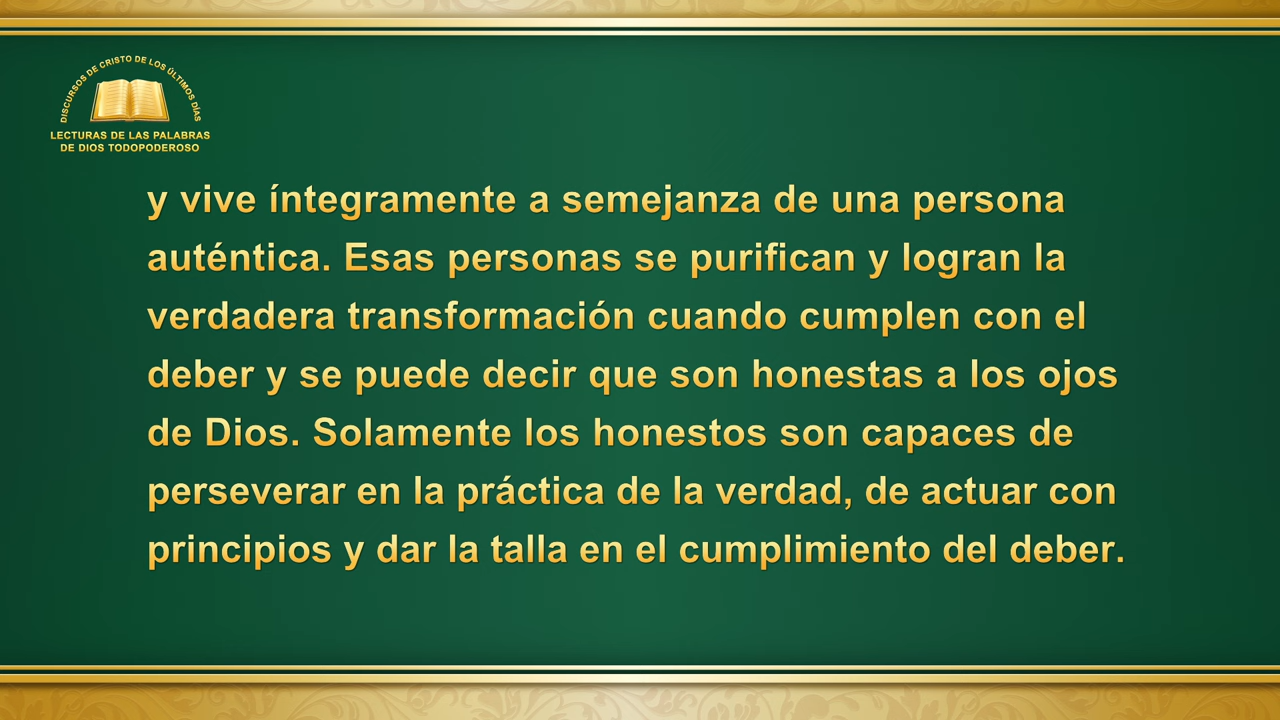 DISCURSOS DE CRISTO DE LOS ÚLTIMOS DÍAS
LECTURAS DE LAS PALABRAS
DE DIOS TODOPODEROSO
y vive íntegramente a semejanza de una persona
auténtica. Esas personas se purifican y logran la
verdadera transformación cuando cumplen con el
deber y se puede decir que son honestas a los ojos
de Dios. Solamente los honestos son capaces de
perseverar en la práctica de la verdad, de actuar con
principios y dar la talla en el cumplimiento del deber.